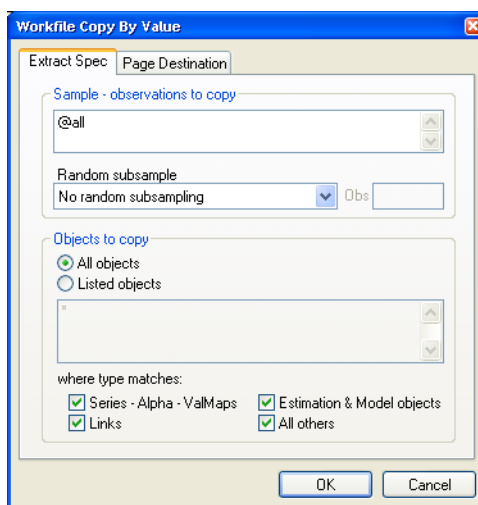 Workfile Copy By Value
Extract Spec Page Destination
Sample - observations to copy
@all
Random subsample
No random subsampling Obs
Objects to copy
All objects
Listed objects
*
where type matches:
Series - Alpha - ValMaps Estimation & Model objects
Links All others
OK Cancel